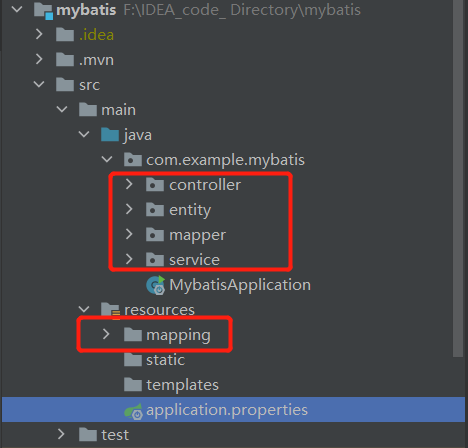 mybatis F:\IDEA_code_ Directory\mybatis
.idea
.mvn
src
main
java
com.example.mybatis
controller
entity
mapper
service
MybatisApplication
resources
mapping
static
templates
application.properties
test